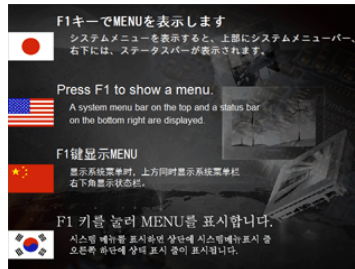 F1キーでMENUを表示します
システムメニューを表示すると、上部にシステムメニューバー、
右下には、ステータスバーが表示されます。
Press F1 to show a menu.
A system menu bar on the top and a status bar
on the bottom right are displayed.
F1键显示MENU
显示系统菜单时，上方同时显示系统菜单栏
右下角显示状态栏。
F1 키를 눌러 MENU를 표시합니다.
시스템 메뉴를 표시하면 상단에 시스템메뉴표시 줄
오른쪽 하단에 상태 표시 줄이 표시됩니다.